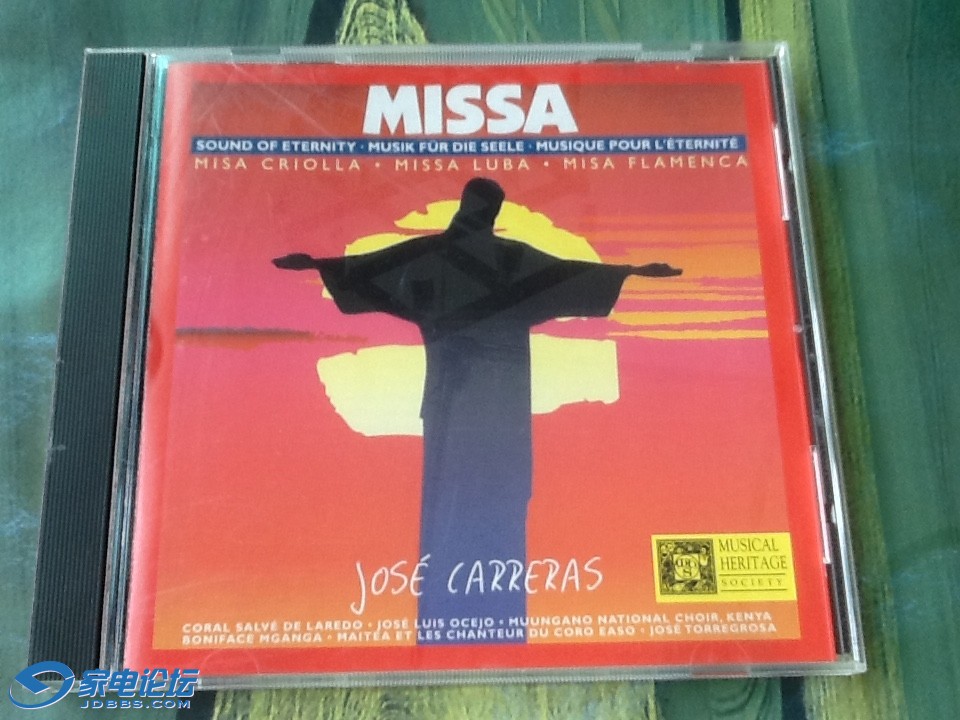 MISSA
SOUND OF ETERNITY · MUSIK FÜR DIE SEELE · MUSIQUE POUR L'ÉTERNITÉ
MISA CRIOLLA • MISSA LUBA • MISA FLAMENCA
JOSÉ CARRERAS
MUSICAL
HERITAGE
SOCIETY
CORAL SALVÉ DE LAREDO · JOSÉ LUIS OCEJO · MUUNGANO NATIONAL CHOIR, KENYA
BONIFACE MGANGA · MAITEA ET LES CHANTEUR DU CORO EASO · JOSÉ TORREGROSA
家电论坛
JDBBS.COM